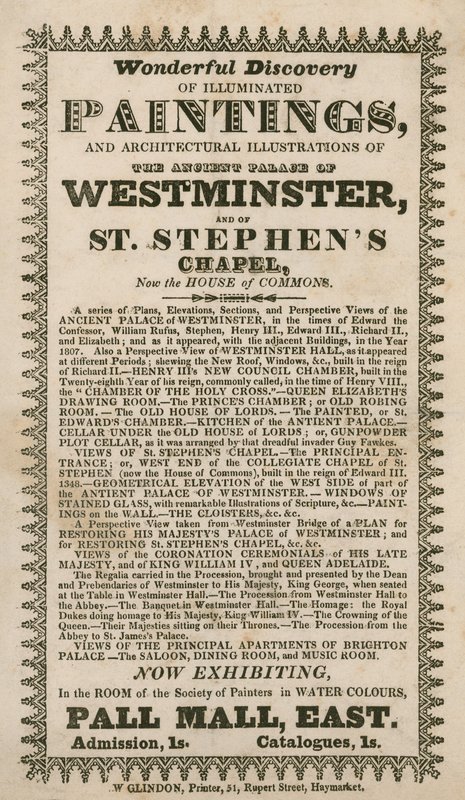 Wonderful Discovery
OF ILLUMINATED
PAINTINGS,
AND ARCHITECTURAL ILLUSTRATIONS OF
THE ANCIENT PALACE OF
WESTMINSTER,
AND OF
ST. STEPHEN'S
CHAPEL,
Now the HOUSE of COMMONS.
A series of Plans, Elevations, Sections, and Perspective Views of the
ANCIENT PALACE of WESTMINSTER, in the times of Edward the
Confessor, William Rufus, Stephen, Henry III., Edward III., Richard II.,
and Elizabeth; and as it appeared, with the adjacent Buildings, in the Year
1807. Also a Perspective View of WESTMINSTER HALL, as it appeared
at different Periods; shewing the New Roof, Windows, &c., built in the reign
of Richard II.—HENRY III's NEW COUNCIL CHAMBER, built in the
Twenty-eighth Year of his reign, commonly called, in the time of Henry VIII.,
the "CHAMBER OF THE HOLY CROSS."—QUEEN ELIZABETH'S
DRAWING ROOM.—The PRINCE'S CHAMBER; or OLD ROBING
ROOM.—The OLD HOUSE OF LORDS.—The PAINTED, or St.
EDWARD'S CHAMBER.—KITCHEN of the ANTIENT PALACE.—
CELLAR UNDER the OLD HOUSE of LORDS; or, GUNPOWDER
PLOT CELLAR, as it was arranged by that dreadful invader Guy Fawkes.
VIEWS OF St. STEPHEN'S CHAPEL.—The PRINCIPAL EN-
TRANCE; or, WEST END of the COLLEGIATE CHAPEL of St.
STEPHEN (now the House of Commons), built in the reign of Edward III.
1348.—GEOMETRICAL ELEVATION of the WEST SIDE of part of
the ANTIENT PALACE OF WESTMINSTER.—WINDOWS OF
STAINED GLASS, with remarkable Illustrations of Scripture, &c.—PAINT-
INGS on the WALL.—THE CLOISTERS, &c. &c.
A Perspective View taken from Westminster Bridge of a PLAN for
RESTORING HIS MAJESTY'S PALACE of WESTMINSTER; and
for RESTORING St. STEPHEN'S CHAPEL, &c. &c.
VIEWS OF the CORONATION CEREMONIALS of HIS LATE
MAJESTY, and of KING WILLIAM IV, and QUEEN ADELAIDE.
The Regalia carried in the Procession, brought and presented by the Dean
and Prebendaries of Westminster to His Majesty, King George, when seated
at the Table in Westminster Hall.—The Procession from Westminster Hall to
the Abbey.—The Banquet in Westminster Hall.—The Homage: the Royal
Dukes doing homage to His Majesty, King William IV.—The Crowning of the
Queen.—Their Majesties sitting on their Thrones.—The Procession from the
Abbey to St. James's Palace.
VIEWS OF THE PRINCIPAL APARTMENTS OF BRIGHTON
PALACE—The SALOON, DINING ROOM, and MUSIC ROOM.
NOW EXHIBITING,
In the ROOM of the Society of Painters in WATER COLOURS,
PALL MALL, EAST.
Admission, 1s. Catalogues, 1s.
W GLINDON, Printer, 51, Rupert Street, Haymarket.